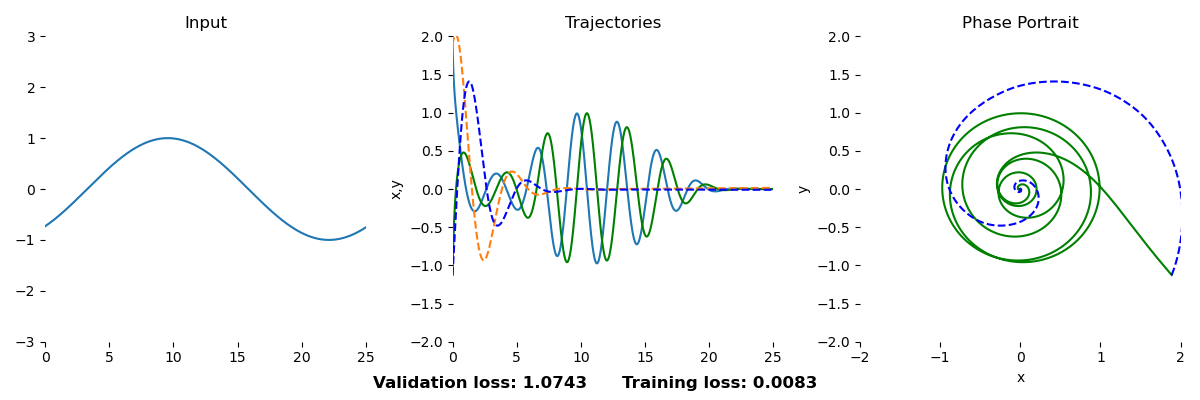 Input
3
2
1
0
−1
−2
−3
0 5 10 15 20 25
Trajectories
x,y
2.0
1.5
1.0
0.5
0.0
−0.5
−1.0
−1.5
−2.0
0 5 10 15 20 25
Phase Portrait
y
2.0
1.5
1.0
0.5
0.0
−0.5
−1.0
−1.5
−2.0
−2 −1 0 1 2
x
Validation loss: 1.0743 Training loss: 0.0083